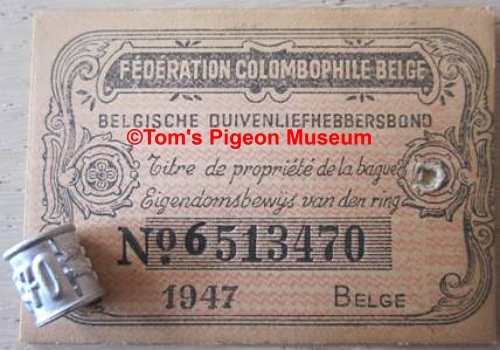 FÉDÉRATION COLOMBOPHILE BELGE
BELGISCHE DUIVENLIEFHEBBERSBOND
©Tom's Pigeon Museum
Titre de propriété de la bague
Eigendomsbewijs van den ring
No. 6513470
1947 BELGE
40